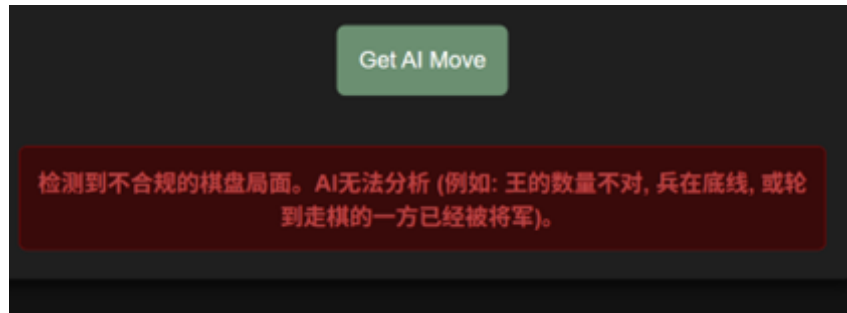 Get AI Move
检测到不合规的棋盘局面。AI无法分析 (例如: 王的数量不对, 兵在底线, 或轮
到走棋的一方已经被将军)。